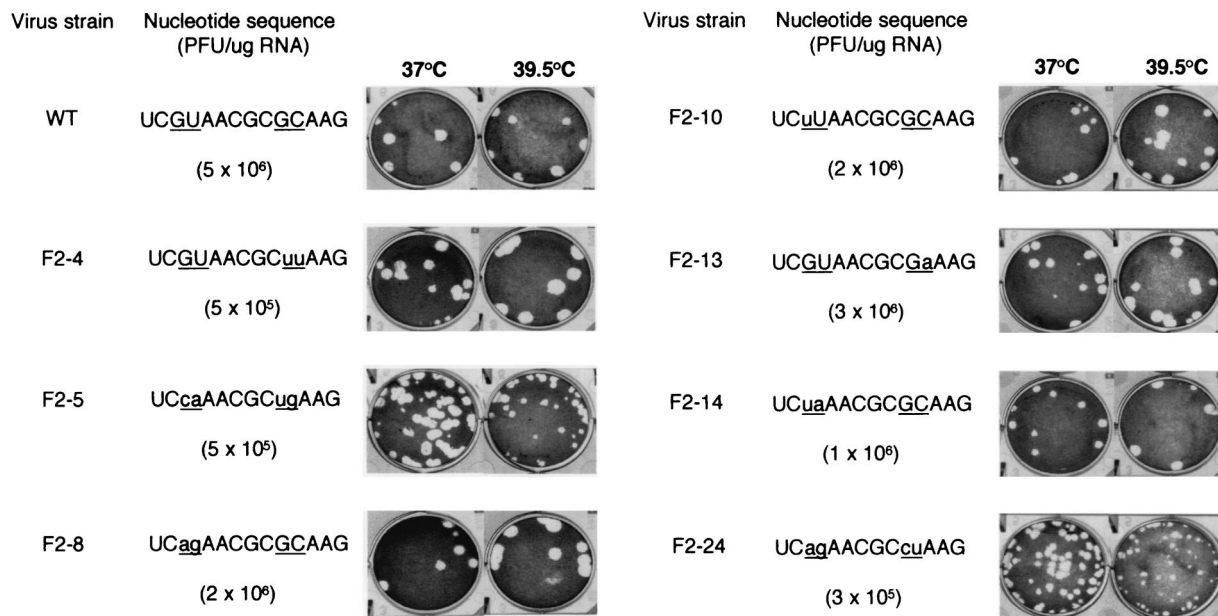 Virus strain Nucleotide sequence
(PFU/ug RNA)
37°C 39.5°C
WT UCGUAACGCGCAAG
(5 x 10⁶)
F2-4 UCGUAACGCuuAAG
(5 x 10⁵)
F2-5 UCcaAACGCugAAG
(5 x 10⁵)
F2-8 UCagAACGCGCAAG
(2 x 10⁶)
Virus strain Nucleotide sequence
(PFU/ug RNA)
37°C 39.5°C
F2-10 UCuUAACGCGCAAG
(2 x 10⁶)
F2-13 UCGUAACGCGaAAG
(3 x 10⁶)
F2-14 UCuaAACGCGCAAG
(1 x 10⁶)
F2-24 UCagAACGCcuAAG
(3 x 10⁵)